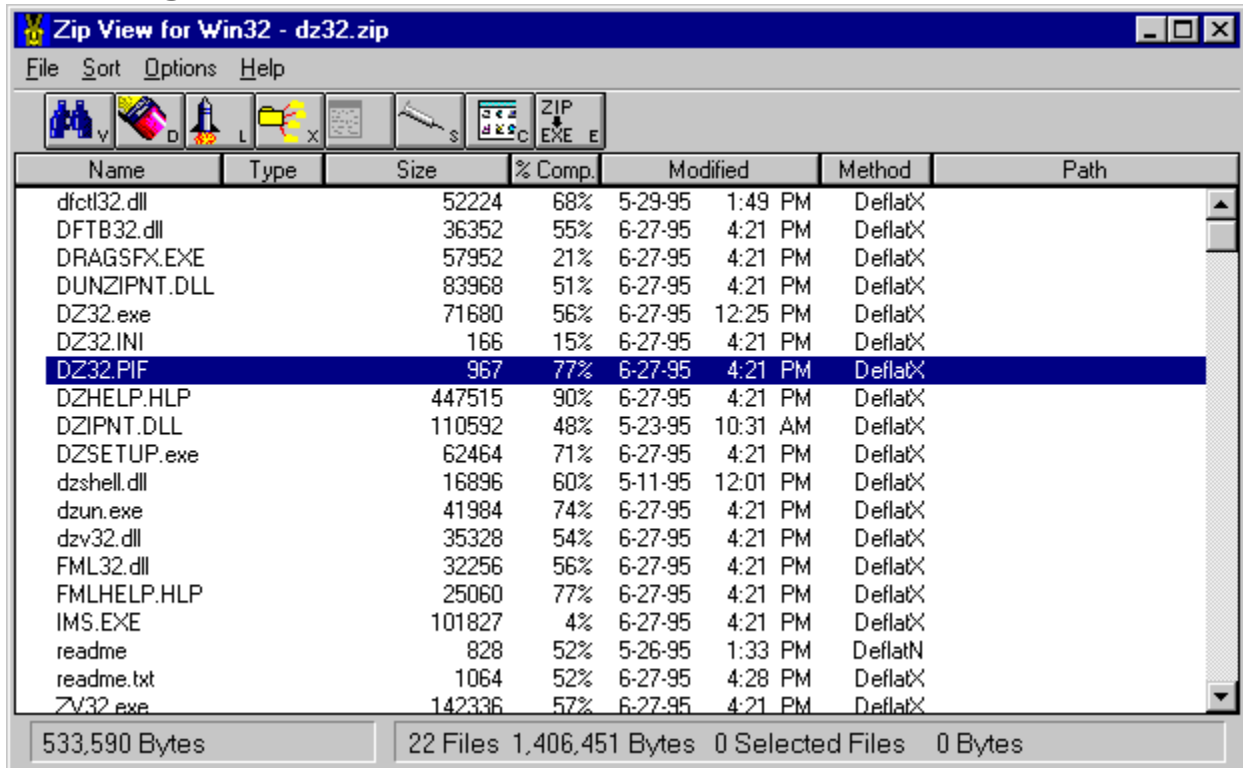 Zip View for Win32 - dz32.zip
File Sort Options Help
V D L X S C ZIP EXE E
Name Type Size % Comp. Modified Method Path
dfctl32.dll 52224 68% 5-29-95 1:49 PM DeflatX
DFTB32.dll 36352 55% 6-27-95 4:21 PM DeflatX
DRAGSFX.EXE 57952 21% 6-27-95 4:21 PM DeflatX
DUNZIPNT.DLL 83968 51% 6-27-95 4:21 PM DeflatX
DZ32.exe 71680 56% 6-27-95 12:25 PM DeflatX
DZ32.INI 166 15% 6-27-95 4:21 PM DeflatX
DZ32.PIF 967 77% 6-27-95 4:21 PM DeflatX
DZHELP.HLP 447515 90% 6-27-95 4:21 PM DeflatX
DZIPNT.DLL 110592 48% 5-23-95 10:31 AM DeflatX
DZSETUP.exe 62464 71% 6-27-95 4:21 PM DeflatX
dzshell.dll 16896 60% 5-11-95 12:01 PM DeflatX
dzun.exe 41984 74% 6-27-95 4:21 PM DeflatX
dzv32.dll 35328 54% 6-27-95 4:21 PM DeflatX
FML32.dll 32256 56% 6-27-95 4:21 PM DeflatX
FMLHELP.HLP 25060 77% 6-27-95 4:21 PM DeflatX
IMS.EXE 101827 4% 6-27-95 4:21 PM DeflatX
readme 828 52% 5-26-95 1:33 PM DeflatN
readme.txt 1064 52% 6-27-95 4:28 PM DeflatX
ZV32.exe 142336 57% 6-27-95 4:21 PM DeflatX
533,590 Bytes 22 Files 1,406,451 Bytes 0 Selected Files 0 Bytes